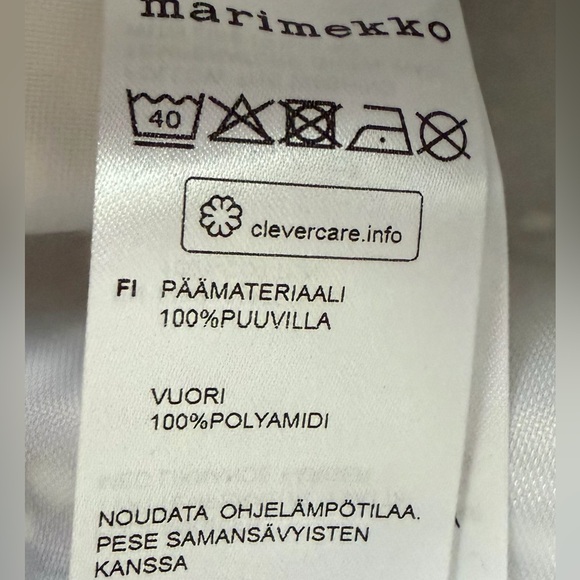 marimekko
40
clevercare.info
FI PÄÄMATERIAALI
100%PUUVILLA
VUORI
100%POLYAMIDI
NOUDATA OHJELÄMPÖTILAA.
PESE SAMANSÄVYISTEN
KANSSA